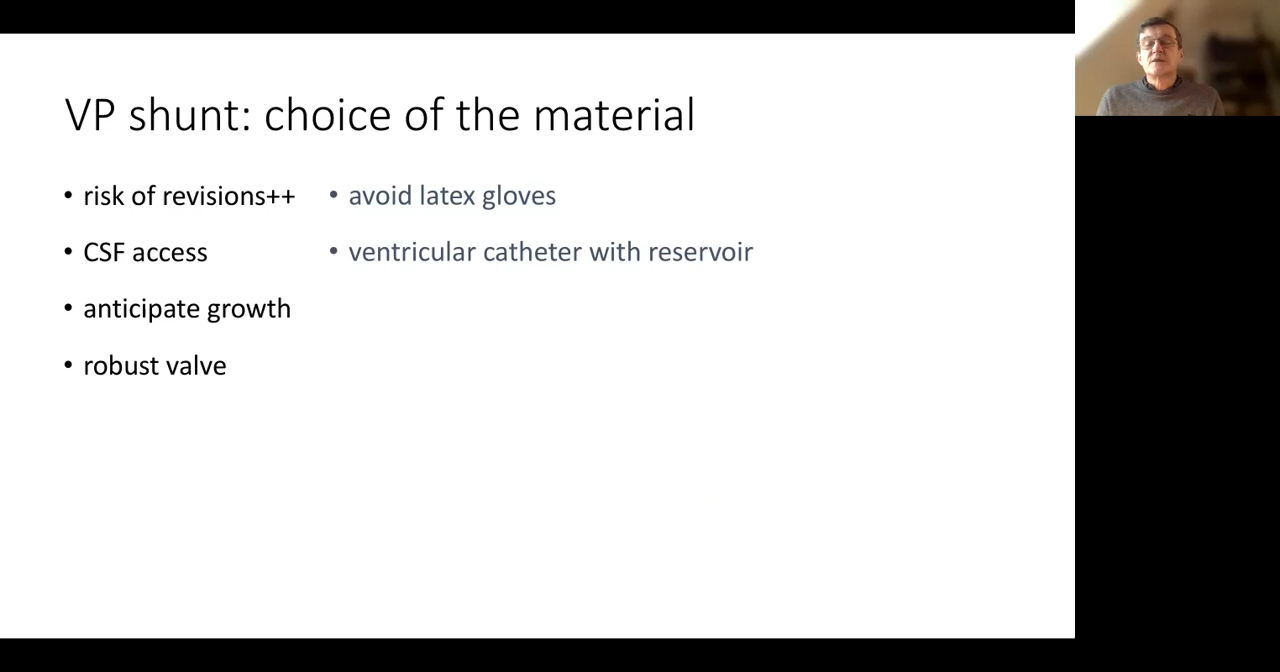 VP shunt: choice of the material
• risk of revisions++ • avoid latex gloves
• CSF access • ventricular catheter with reservoir
• anticipate growth
• robust valve